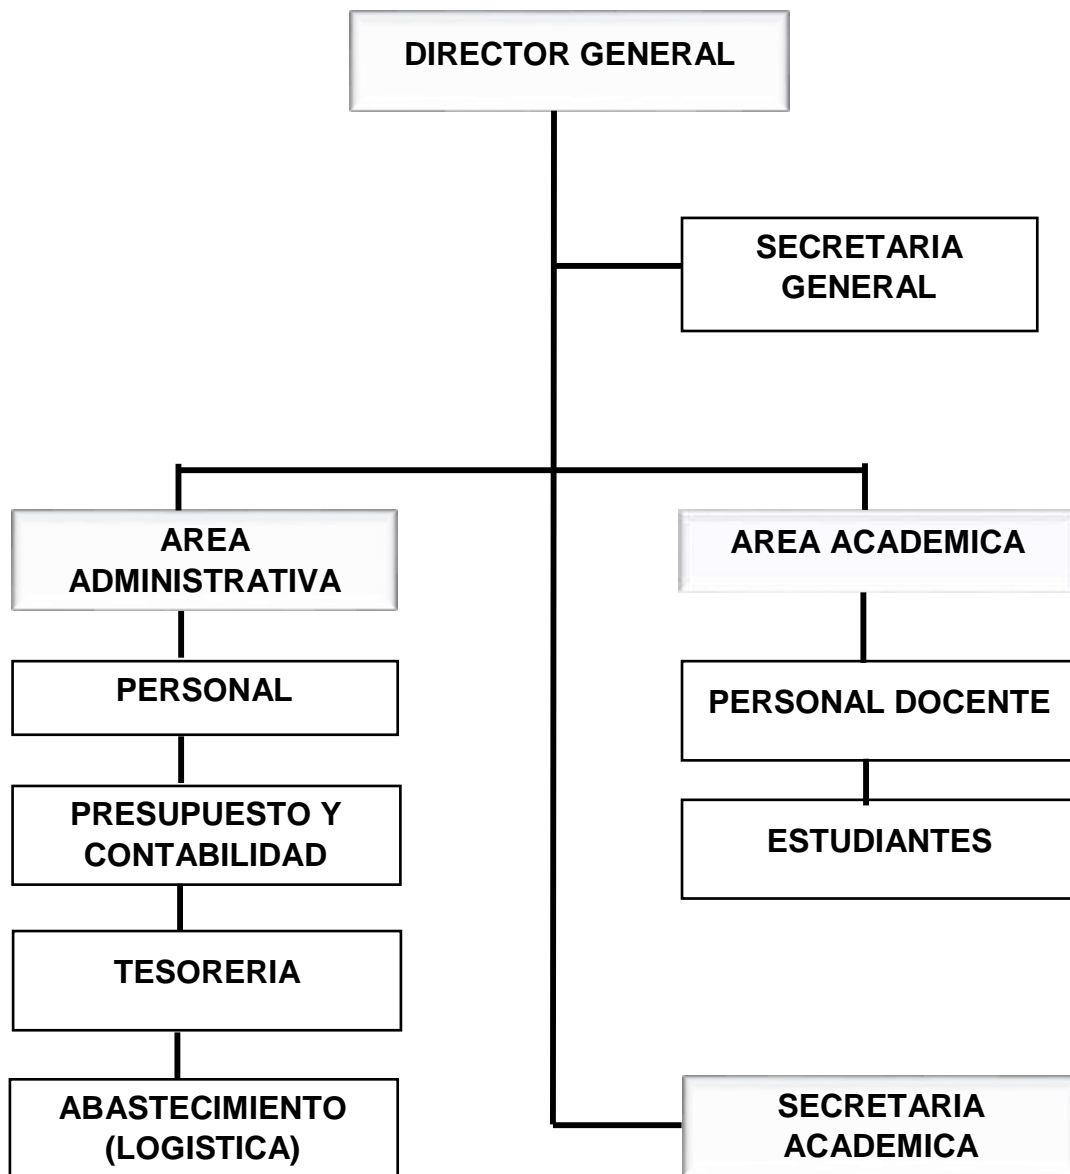 DIRECTOR GENERAL
SECRETARIA
GENERAL
AREA
ADMINISTRATIVA
AREA ACADEMICA
PERSONAL
PERSONAL DOCENTE
PRESUPUESTO Y
CONTABILIDAD
ESTUDIANTES
TESORERIA
ABASTECIMIENTO
(LOGISTICA)
SECRETARIA
ACADEMICA